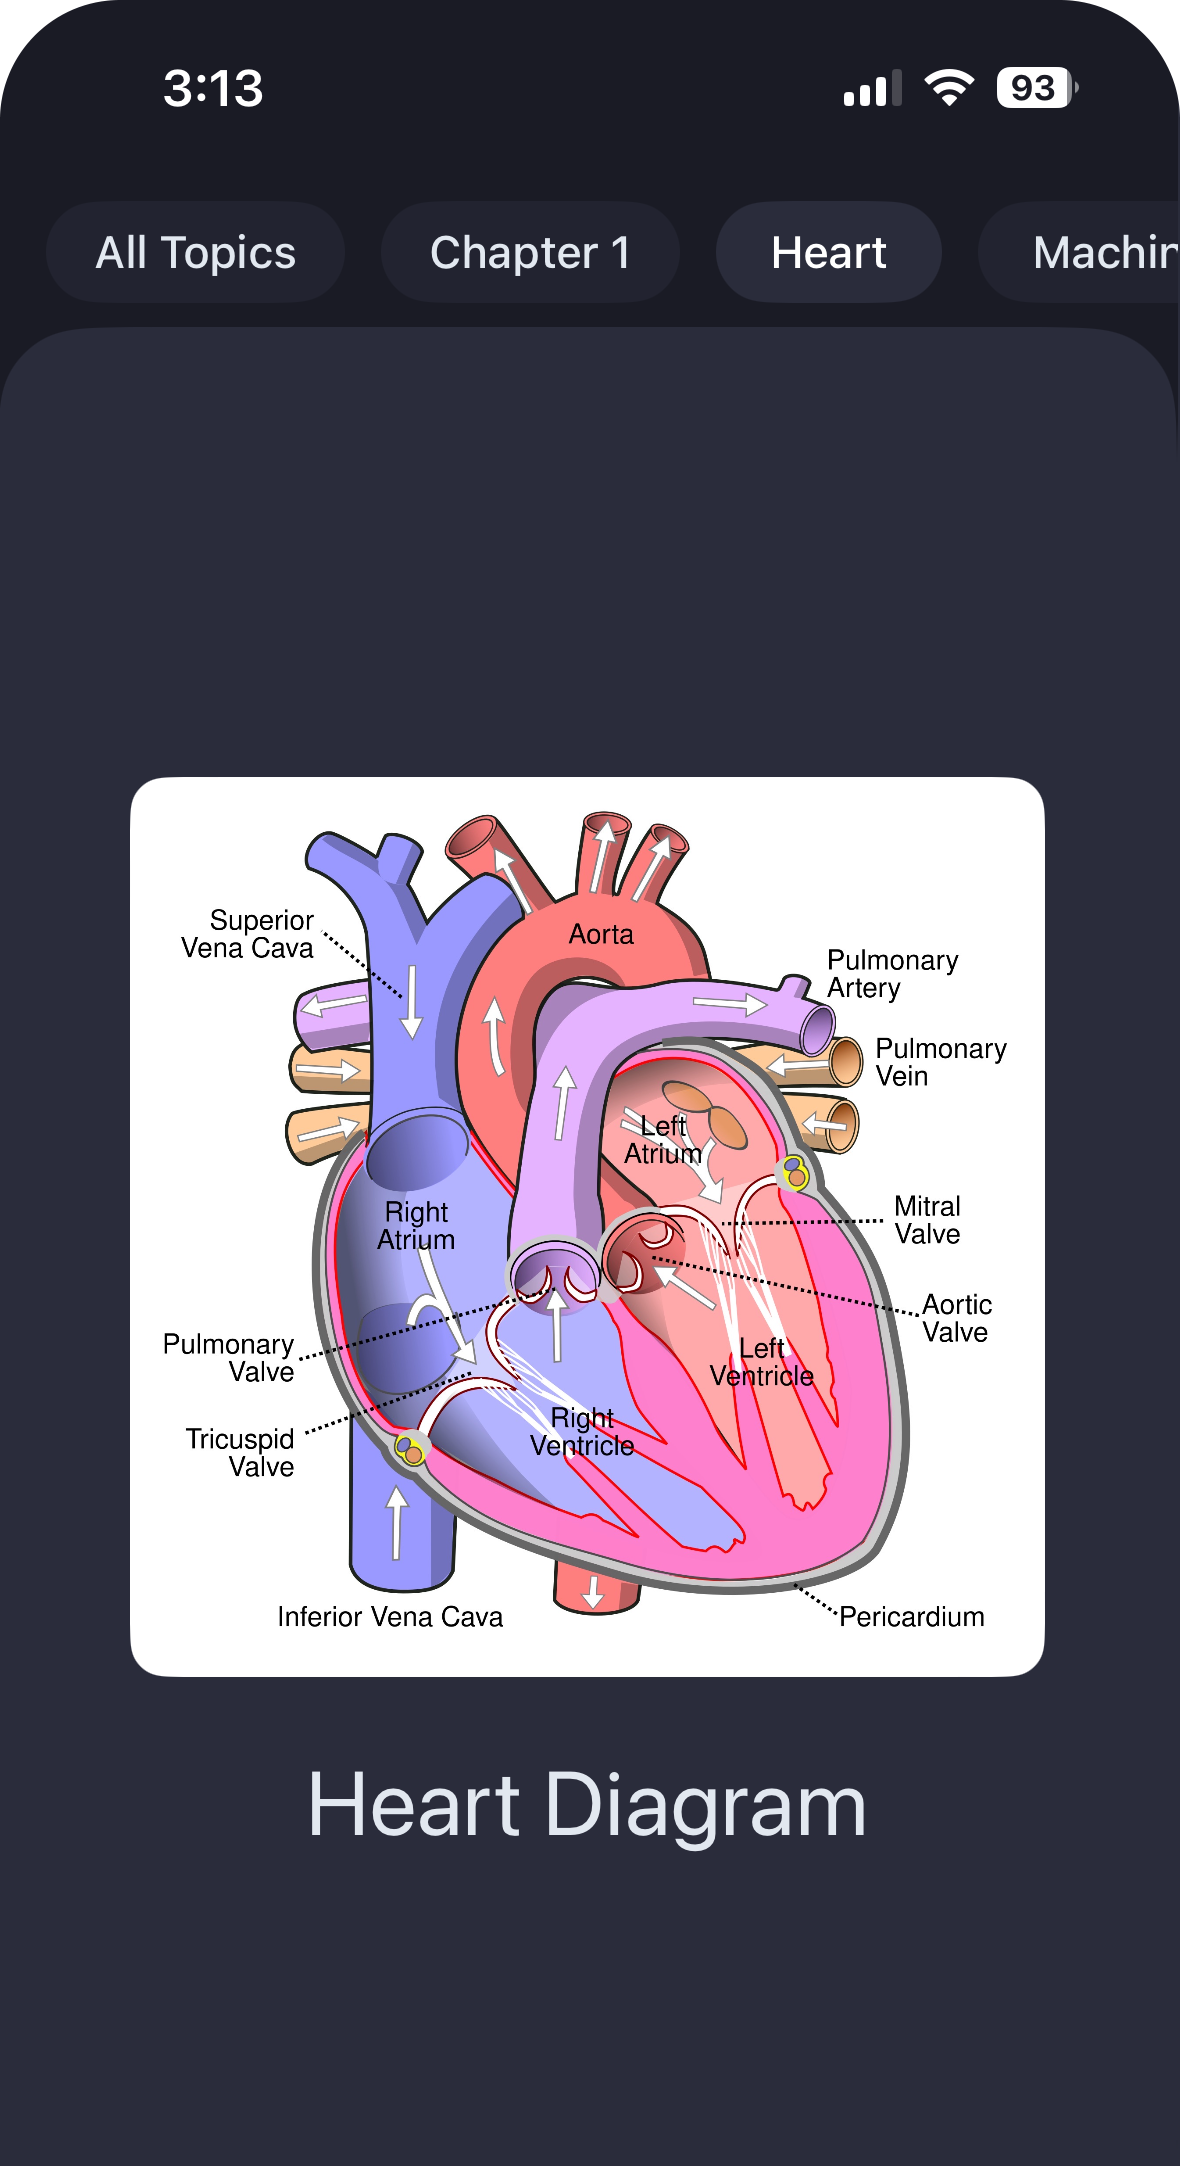 3:13
93
All Topics
Chapter 1
Heart
Machin
Superior
Vena Cava
Aorta
Pulmonary
Artery
Pulmonary
Vein
Left
Atrium
Right
Atrium
Mitral
Valve
Aortic
Valve
Pulmonary
Valve
Left
Ventricle
Tricuspid
Valve
Right
Ventricle
Inferior Vena Cava
Pericardium
Heart Diagram